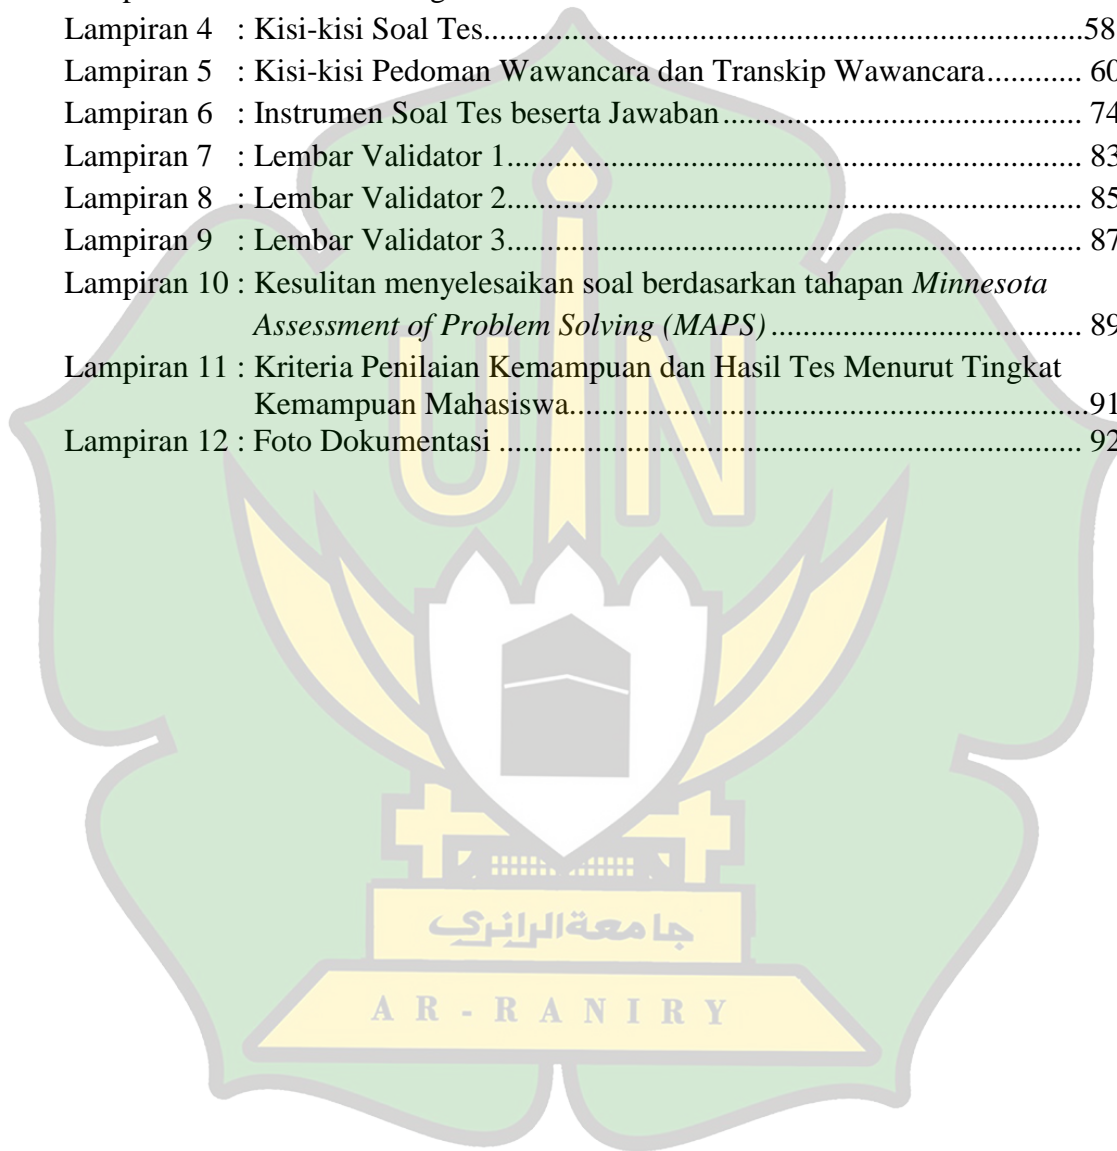 Lampiran 4 : Kisi-kisi Soal Tes..........................................................................58
Lampiran 5 : Kisi-kisi Pedoman Wawancara dan Transkip Wawancara............ 60
Lampiran 6 : Instrumen Soal Tes beserta Jawaban............................................ 74
Lampiran 7 : Lembar Validator 1....................................................................... 83
Lampiran 8 : Lembar Validator 2....................................................................... 85
Lampiran 9 : Lembar Validator 3....................................................................... 87
Lampiran 10 : Kesulitan menyelesaikan soal berdasarkan tahapan Minnesota
Assessment of Problem Solving (MAPS)...................................... 89
Lampiran 11 : Kriteria Penilaian Kemampuan dan Hasil Tes Menurut Tingkat
Kemampuan Mahasiswa................................................................91
Lampiran 12 : Foto Dokumentasi ........................................................................ 92
UIN
جامعة الرانري
AR-RANIRY